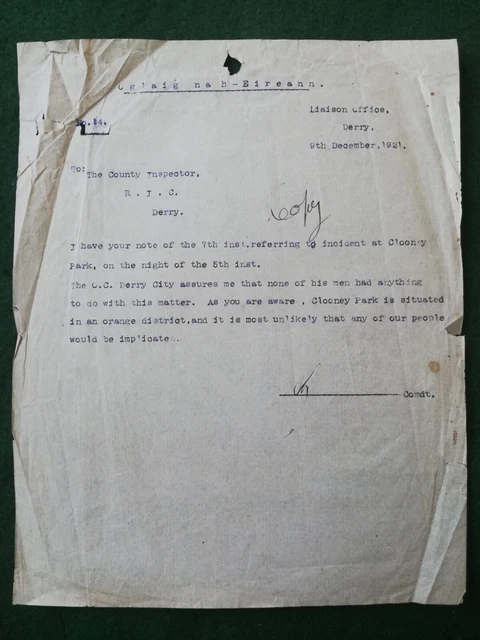 Og'aig na h-Eireann.
Liaison Office,
No.84.
Derry,
9th December,1921.
To:
The County Inspector,
R. I. C.
Derry.
Copy
I have your note of the 7th inst.referring to incident at Clooney
Park, on the night of the 5th inst.
The O.C. Derry City assures me that none of his men had anything
to do with this matter. As you are aware , Clooney Park is situated
in an orange district,and it is most unlikely that any of our people
would be implicated.
Comdt.